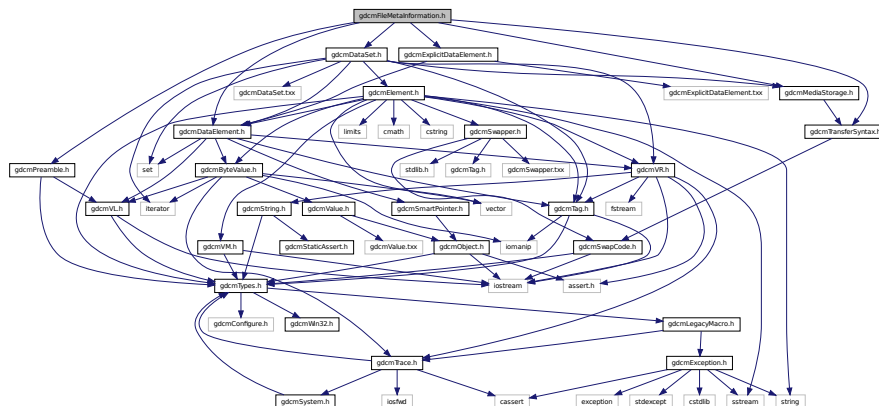 gdcmFileMetaInformation.h
gdcmDataSet.h
gdcmExplicitDataElement.h
gdcmDataSet.txx
gdcmElement.h
gdcmExplicitDataElement.txx
gdcmMediaStorage.h
gdcmDataElement.h
limits
cmath
cstring
gdcmSwapper.h
gdcmTransferSyntax.h
gdcmPreamble.h
set
gdcmByteValue.h
stdlib.h
gdcmTag.h
gdcmSwapper.txx
gdcmVR.h
gdcmVL.h
iterator
gdcmString.h
gdcmValue.h
gdcmSmartPointer.h
vector
gdcmTag.h
fstream
gdcmVM.h
gdcmStaticAssert.h
gdcmValue.txx
gdcmObject.h
iomanip
gdcmSwapCode.h
gdcmTypes.h
iostream
assert.h
gdcmConfigure.h
gdcmWin32.h
gdcmLegacyMacro.h
gdcmTrace.h
gdcmException.h
gdcmSystem.h
iosfwd
cassert
exception
stdexcept
cstdlib
sstream
string